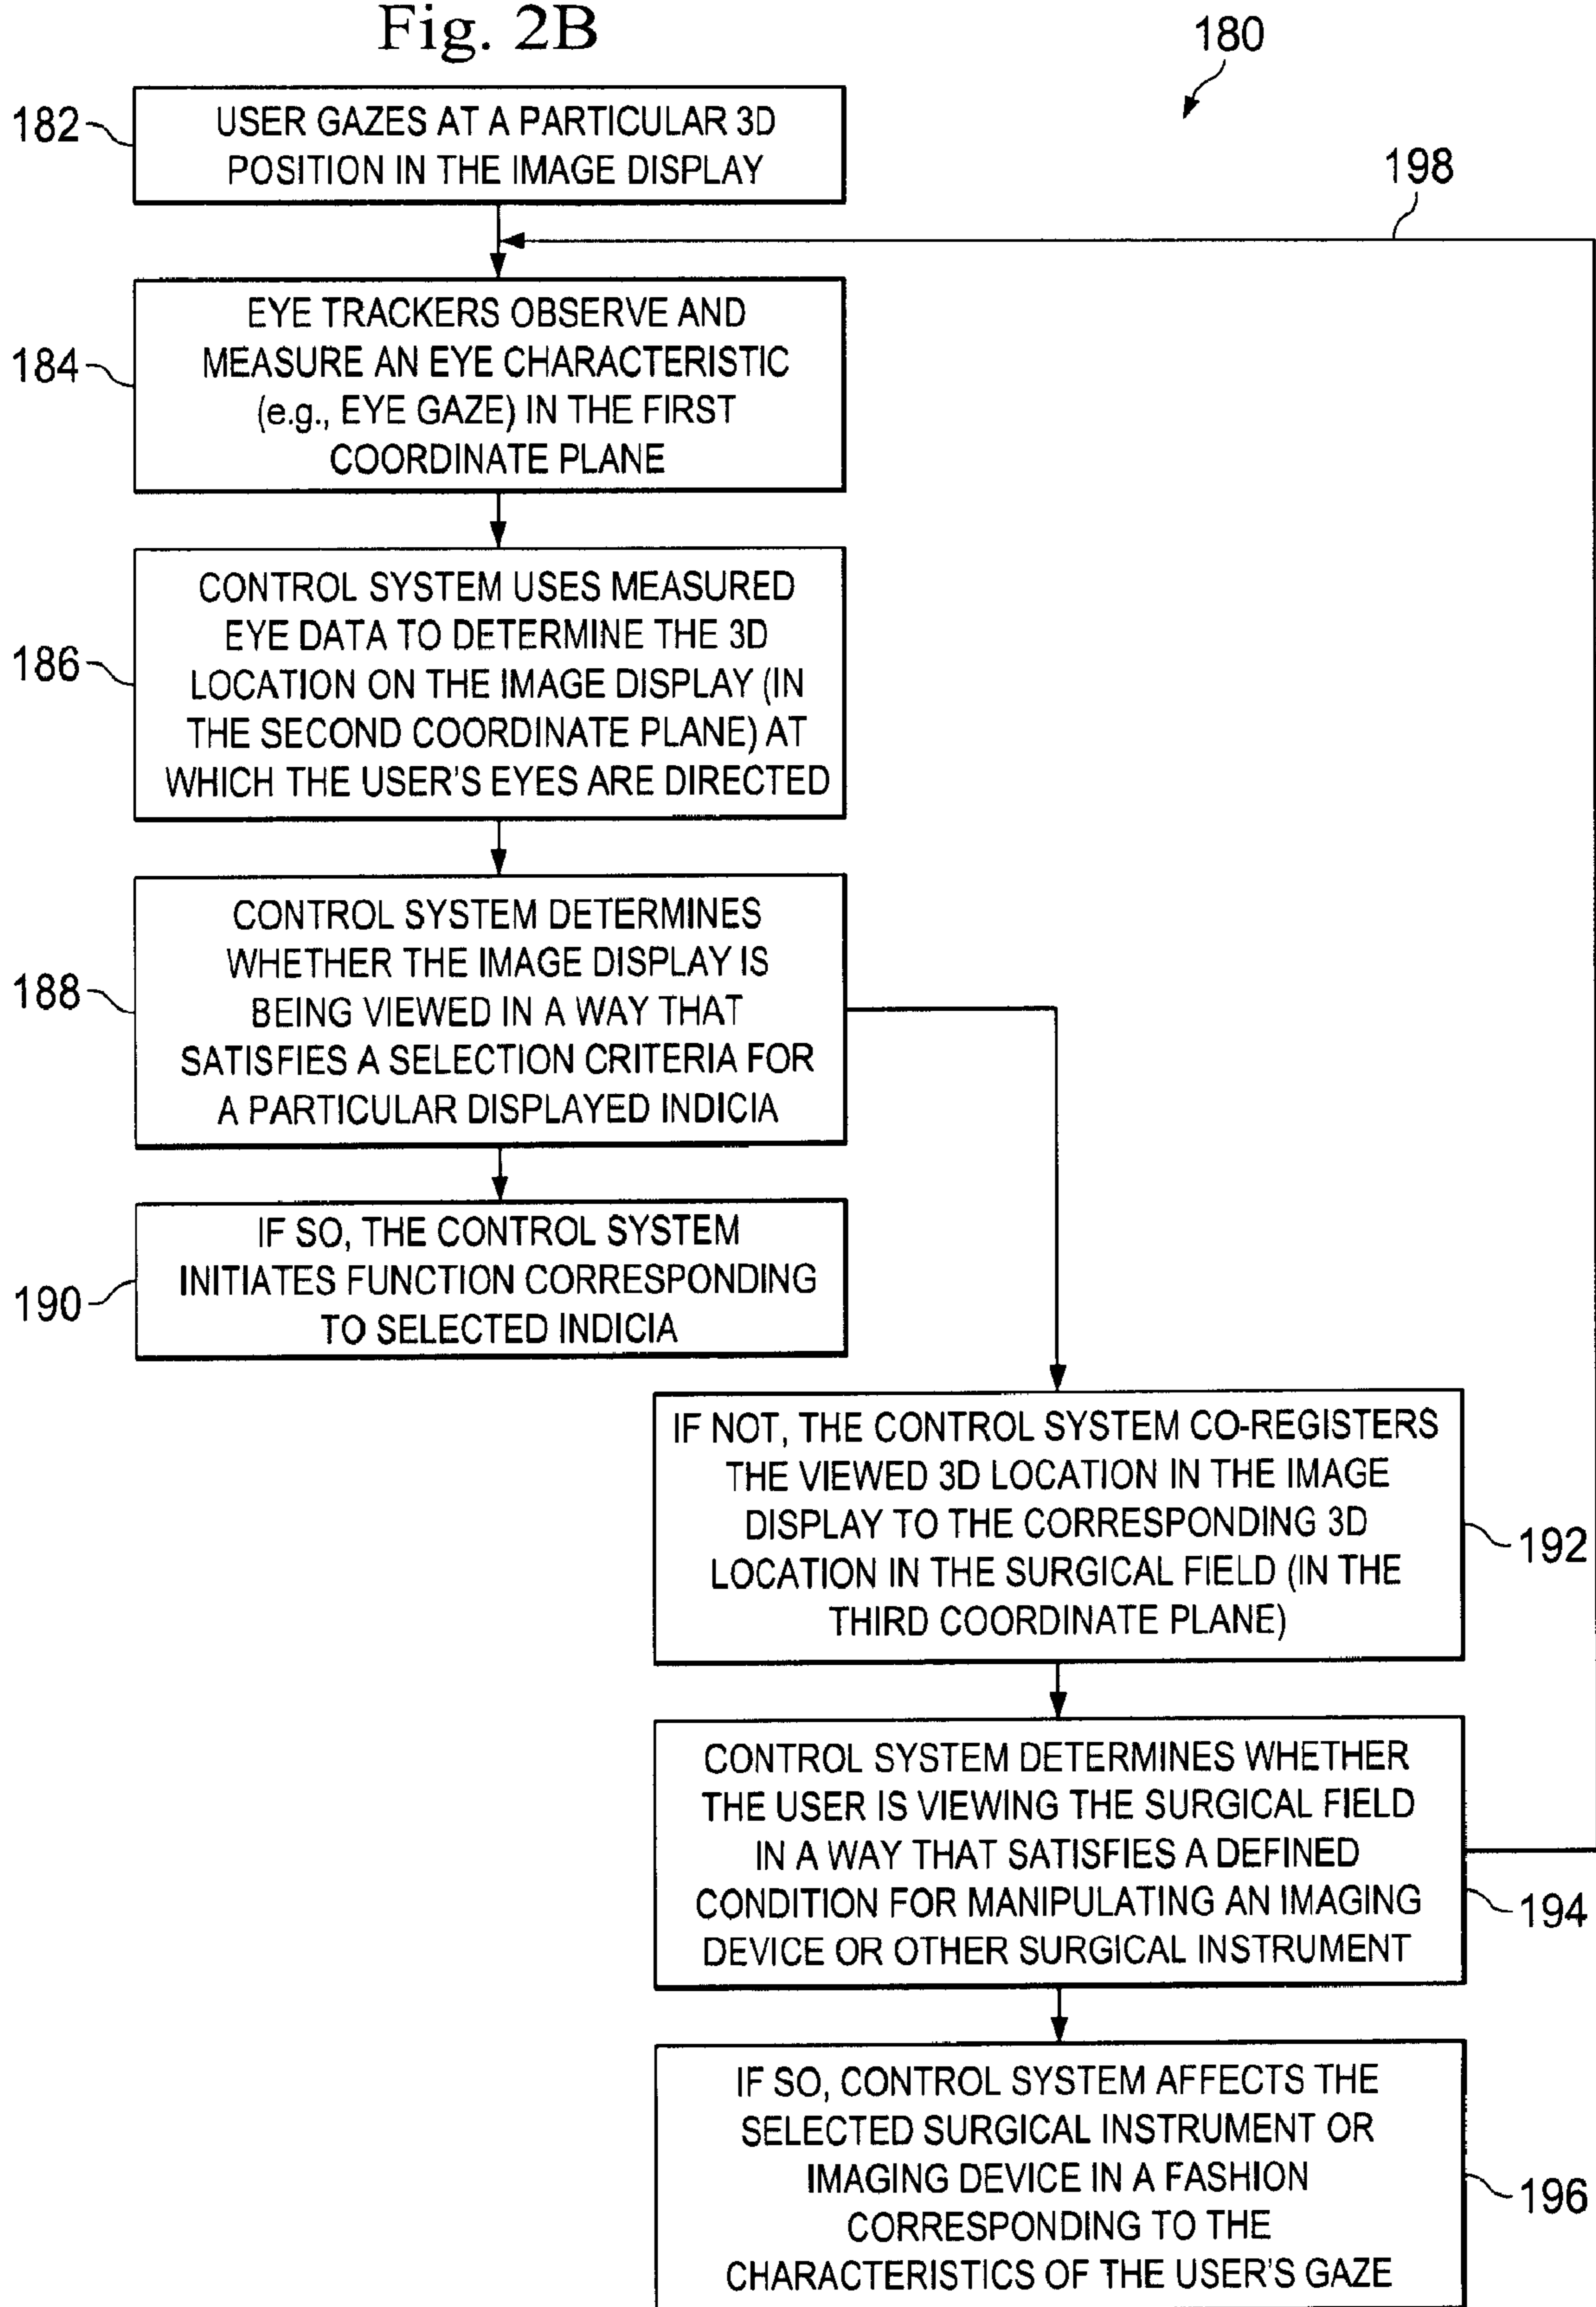 Fig. 2B
180
182
USER GAZES AT A PARTICULAR 3D
POSITION IN THE IMAGE DISPLAY
198
184
EYE TRACKERS OBSERVE AND
MEASURE AN EYE CHARACTERISTIC
(e.g., EYE GAZE) IN THE FIRST
COORDINATE PLANE
186
CONTROL SYSTEM USES MEASURED
EYE DATA TO DETERMINE THE 3D
LOCATION ON THE IMAGE DISPLAY (IN
THE SECOND COORDINATE PLANE) AT
WHICH THE USER'S EYES ARE DIRECTED
188
CONTROL SYSTEM DETERMINES
WHETHER THE IMAGE DISPLAY IS
BEING VIEWED IN A WAY THAT
SATISFIES A SELECTION CRITERIA FOR
A PARTICULAR DISPLAYED INDICIA
190
IF SO, THE CONTROL SYSTEM
INITIATES FUNCTION CORRESPONDING
TO SELECTED INDICIA
IF NOT, THE CONTROL SYSTEM CO-REGISTERS
THE VIEWED 3D LOCATION IN THE IMAGE
DISPLAY TO THE CORRESPONDING 3D
LOCATION IN THE SURGICAL FIELD (IN THE
THIRD COORDINATE PLANE)
192
CONTROL SYSTEM DETERMINES WHETHER
THE USER IS VIEWING THE SURGICAL FIELD
IN A WAY THAT SATISFIES A DEFINED
CONDITION FOR MANIPULATING AN IMAGING
DEVICE OR OTHER SURGICAL INSTRUMENT
194
IF SO, CONTROL SYSTEM AFFECTS THE
SELECTED SURGICAL INSTRUMENT OR
IMAGING DEVICE IN A FASHION
CORRESPONDING TO THE
CHARACTERISTICS OF THE USER'S GAZE
196